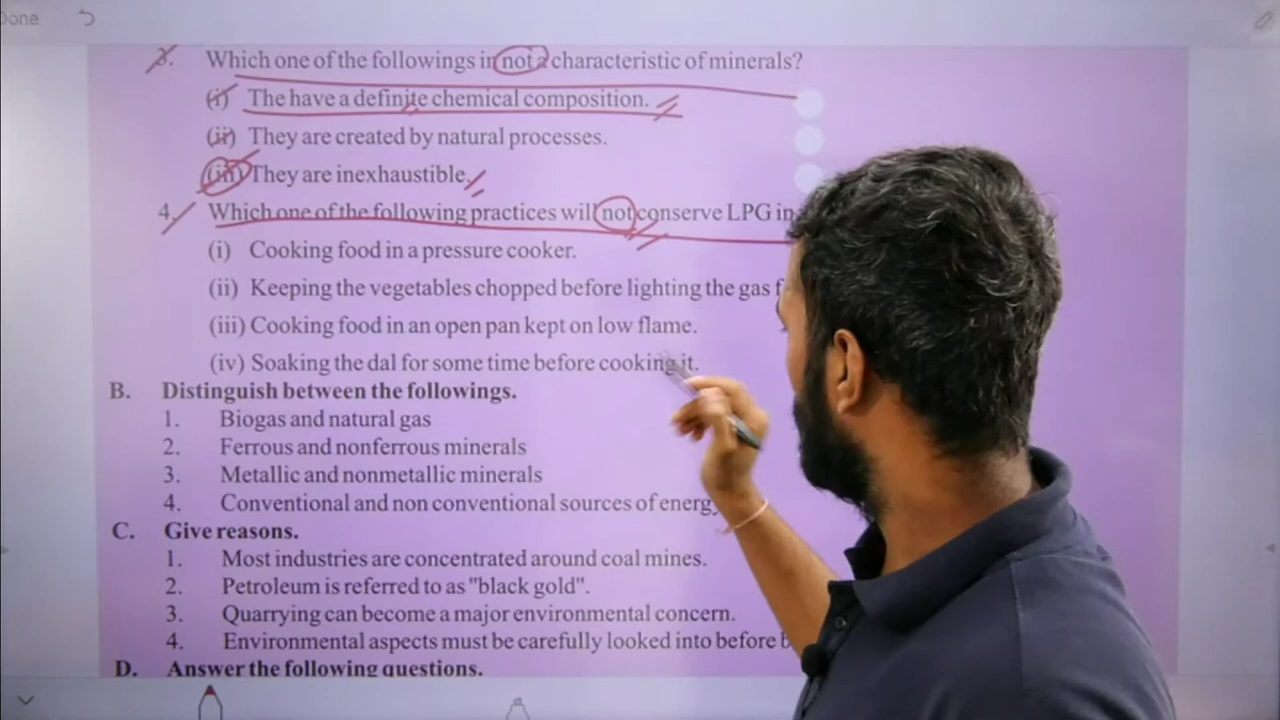 Done
3. Which one of the followings in not a characteristic of minerals?
(i) The have a definite chemical composition.
(ii) They are created by natural processes.
(iii) They are inexhaustible.
4. Which one of the following practices will not conserve LPG in
(i) Cooking food in a pressure cooker.
(ii) Keeping the vegetables chopped before lighting the gas
(iii) Cooking food in an open pan kept on low flame.
(iv) Soaking the dal for some time before cooking it.
B. Distinguish between the followings.
1. Biogas and natural gas
2. Ferrous and nonferrous minerals
3. Metallic and nonmetallic minerals
4. Conventional and non conventional sources of energy
C. Give reasons.
1. Most industries are concentrated around coal mines.
2. Petroleum is referred to as "black gold".
3. Quarrying can become a major environmental concern.
4. Environmental aspects must be carefully looked into before
D. Answer the following questions.